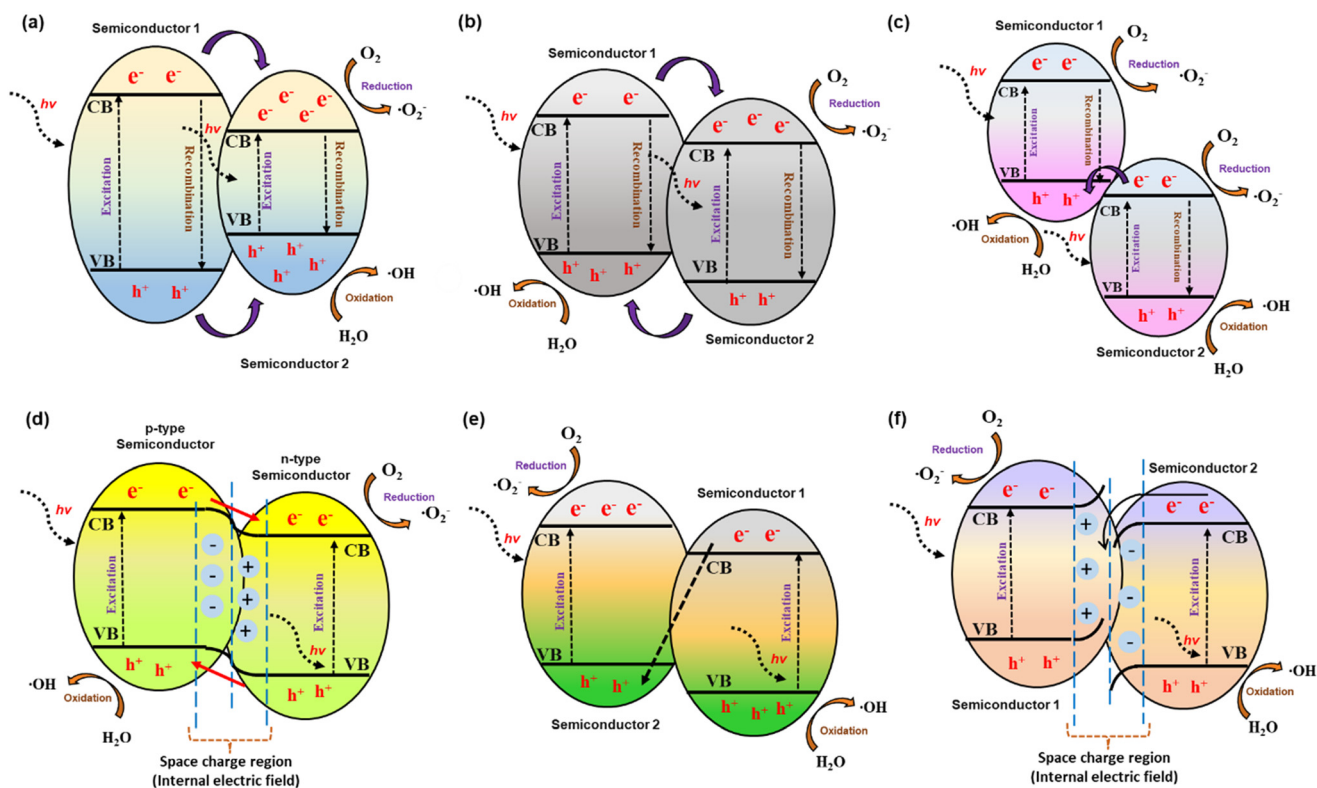 (a)
Semiconductor 1
e⁻ e⁻
hv
CB
Excitation
Recombination
VB
h⁺ h⁺
O₂
Reduction
·O₂⁻
e⁻ e⁻ e⁻ e⁻ e⁻
hv
CB
Excitation
Recombination
VB
h⁺ h⁺ h⁺ h⁺ h⁺
·OH
Oxidation
H₂O
Semiconductor 2
(b)
Semiconductor 1
e⁻ e⁻
hv
CB
Excitation
Recombination
VB
h⁺ h⁺ h⁺
·OH
Oxidation
H₂O
O₂
Reduction
·O₂⁻
e⁻ e⁻ e⁻
hv
CB
Excitation
Recombination
VB
h⁺ h⁺
Semiconductor 2
(c)
Semiconductor 1
e⁻ e⁻
hv
CB
Excitation
Recombination
VB
h⁺ h⁺
O₂
Reduction
·O₂⁻
·OH
Oxidation
H₂O
O₂
Reduction
·O₂⁻
e⁻ e⁻
hv
CB
Excitation
Recombination
VB
h⁺ h⁺
·OH
Oxidation
H₂O
Semiconductor 2
(d)
p-type
Semiconductor
n-type
Semiconductor
e⁻ e⁻
hv
CB
Excitation
VB
h⁺ h⁺
·OH
Oxidation
H₂O
- - -
+ + +
O₂
Reduction
·O₂⁻
e⁻ e⁻
CB
Excitation
hv
VB
h⁺ h⁺
Space charge region
(Internal electric field)
(e)
O₂
Reduction
·O₂⁻
hv
e⁻ e⁻ e⁻
CB
Excitation
VB
h⁺ h⁺
Semiconductor 2
Semiconductor 1
e⁻ e⁻
CB
Excitation
hv
VB
h⁺ h⁺ h⁺
·OH
Oxidation
H₂O
(f)
O₂
Reduction
·O₂⁻
hv
e⁻ e⁻
CB
Excitation
VB
h⁺ h⁺
Semiconductor 1
+ + +
- - -
Semiconductor 2
e⁻ e⁻
CB
Excitation
hv
VB
h⁺ h⁺
·OH
Oxidation
H₂O
Space charge region
(Internal electric field)